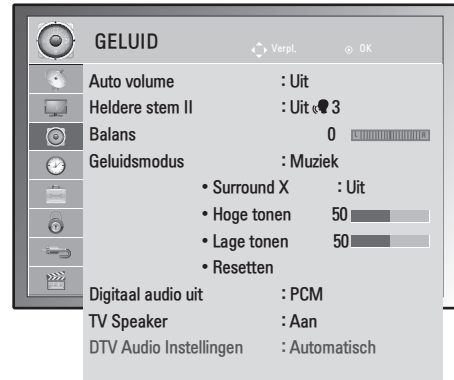 GELUID Verpl. OK
Auto volume : Uit
Heldere stem II : Uit 3
Balans 0 L R
Geluidsmodus : Muziek
• Surround X : Uit
• Hoge tonen 50
• Lage tonen 50
• Resetten
Digitaal audio uit : PCM
TV Speaker : Aan
DTV Audio Instellingen : Automatisch